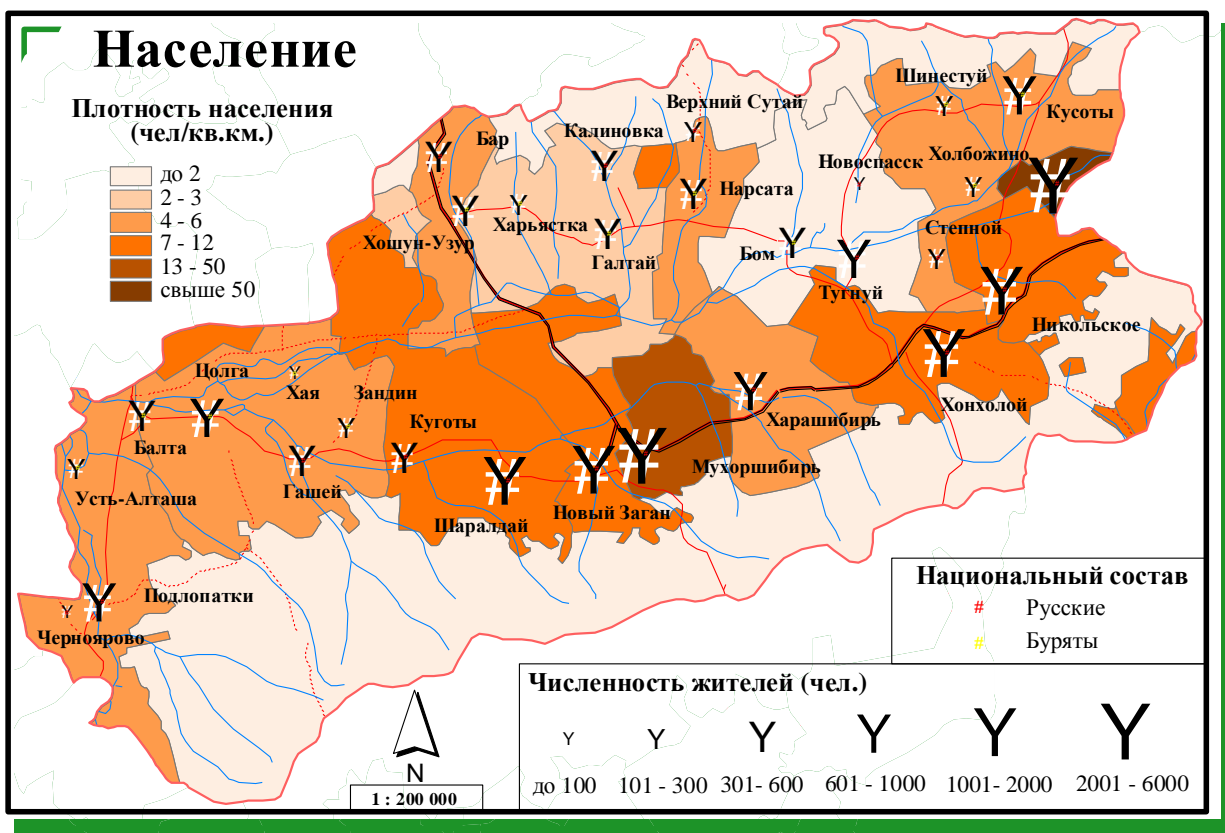 Население
Плотность населения
(чел/кв.км.)
до 2
2 - 3
4 - 6
7 - 12
13 - 50
свыше 50
Шинестуй
Верхний Сутай
Кусоты
Бар
Калиновка
Холбожино
Новоспасск
Нарсата
Харьястка
Хошун-Узур
Степной
Бом
Галтай
Тугнуй
Никольское
Цолга
Хая
Зандин
Хонхолой
Куготы
Харашибирь
Балта
Мухоршибирь
Гашей
Усть-Алташа
Новый Заган
Шаралдай
Подлопатки
Черноярово
Национальный состав
# Русские
# Буряты
Численность жителей (чел.)
до 100 101 - 300 301- 600 601 - 1000 1001- 2000 2001 - 6000
N
1 : 200 000